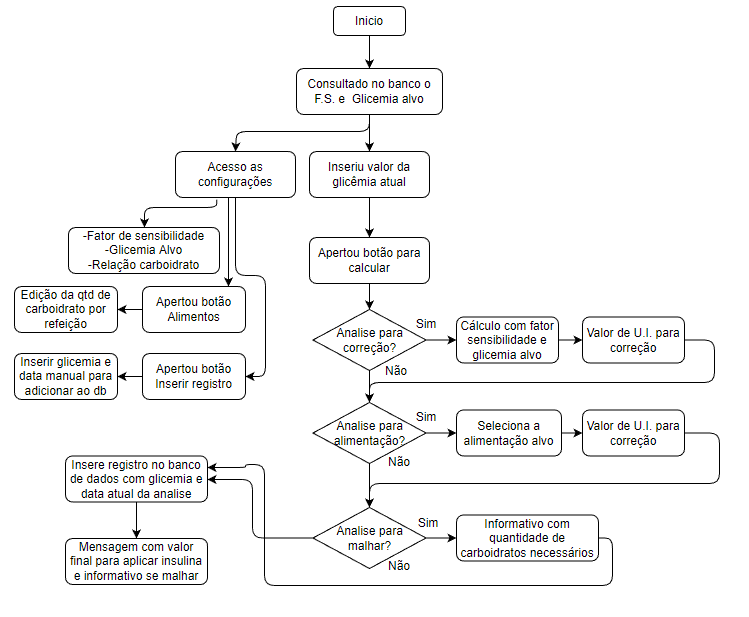 Inicio
Consultado no banco o
F.S. e Glicemia alvo
Acesso as
configurações
Inseriu valor da
glicêmia atual
-Fator de sensibilidade
-Glicemia Alvo
-Relação carboidrato
Apertou botão para
calcular
Edição da qtd de
carboidrato por
refeição
Apertou botão
Alimentos
Analise para
correção?
Sim
Não
Cálculo com fator
sensibilidade e
glicemia alvo
Valor de U.I. para
correção
Inserir glicemia e
data manual para
adicionar ao db
Apertou botão
Inserir registro
Analise para
alimentação?
Sim
Não
Seleciona a
alimentação alvo
Valor de U.I. para
correção
Insere registro no banco
de dados com glicemia e
data atual da analise
Analise para
malhar?
Sim
Não
Informativo com
quantidade de
carboidratos necessários
Mensagem com valor
final para aplicar insulina
e informativo se malhar